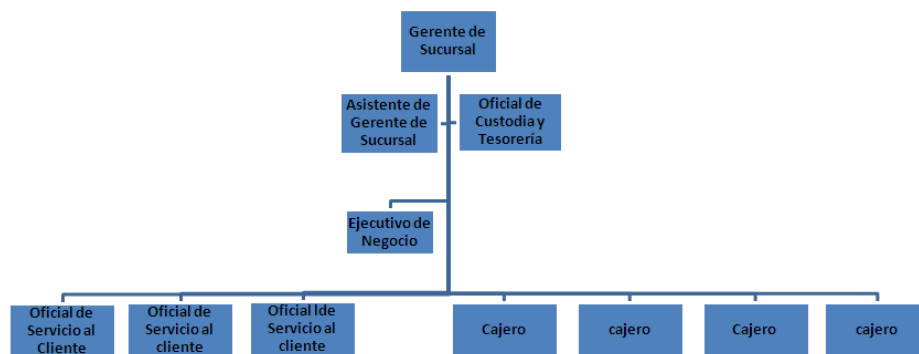 Gerente de
Sucursal
Asistente de
Gerente de
Sucursal
Oficial de
Custodia y
Tesorería
Ejecutivo de
Negocio
Oficial de
Servicio al
Cliente
Oficial de
Servicio al
cliente
Oficial lde
Servicio al
cliente
Cajero
cajero
Cajero
cajero